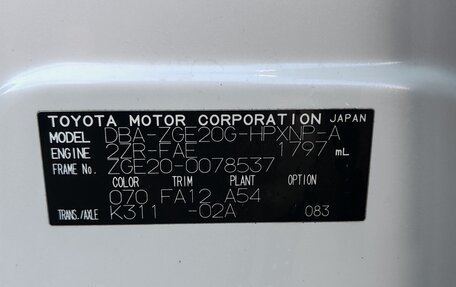 TOYOTA MOTOR CORPORATION JAPAN
MODEL DBA-ZGE20G-HPXNP-A
ENGINE 2ZR-FAE 1797 mL
FRAME No. ZGE20-0078537
COLOR TRIM PLANT OPTION
070 FA12 A54
TRANS./AXLE K311 -02A 083